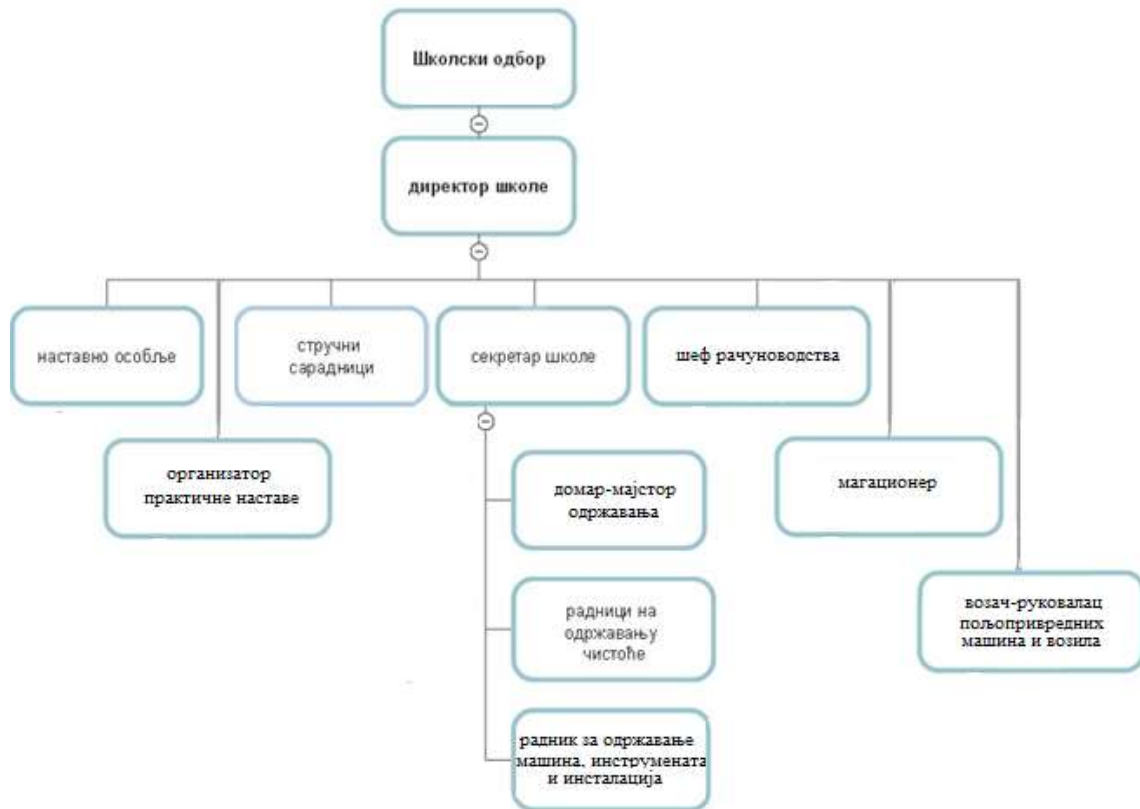 Школски одбор
директор школе
наставно особље
стручни
сарадници
секретар школе
шеф рачуноводства
организатор
практичне наставе
домар-мајстор
одржавања
магационер
радници на
одржавању
чистоће
возач-руковалац
пољопривредних
машина и возила
радник за одржавање
машина, инструмената
и инсталација